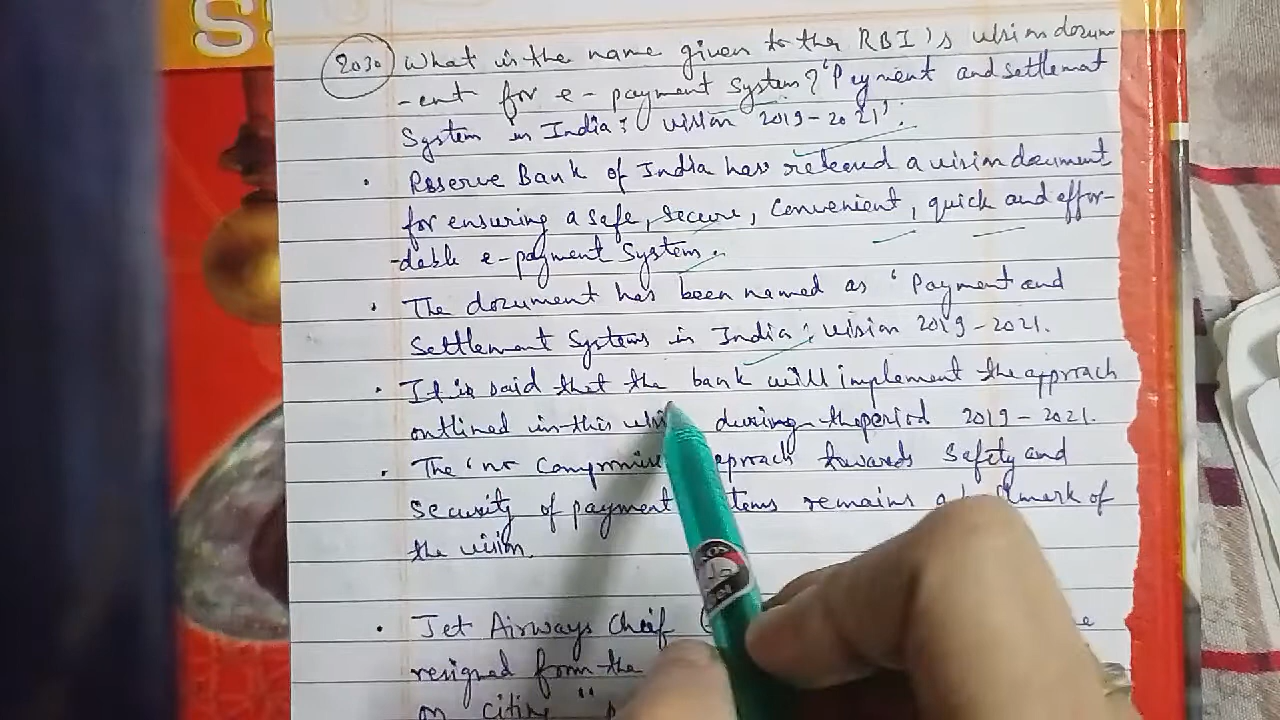 S
2030 What is the name given to the RBI's vision docum
-ent for e-payment system? 'Payment and settlement
System in India: vision 2019-2021'.
• Reserve Bank of India has released a vision document
for ensuring a safe, secure, convenient, quick and affor-
-dable e-payment System.
• The document has been named as 'Payment and
Settlement Systems in India: vision 2019-2021.
• It is said that the bank will implement the approach
outlined in this during the period 2019-2021.
• The 'no compromise towards safety and
security of payment remains a of
the vision.
• Jet Airways Cheif
resigned from the
on citing "